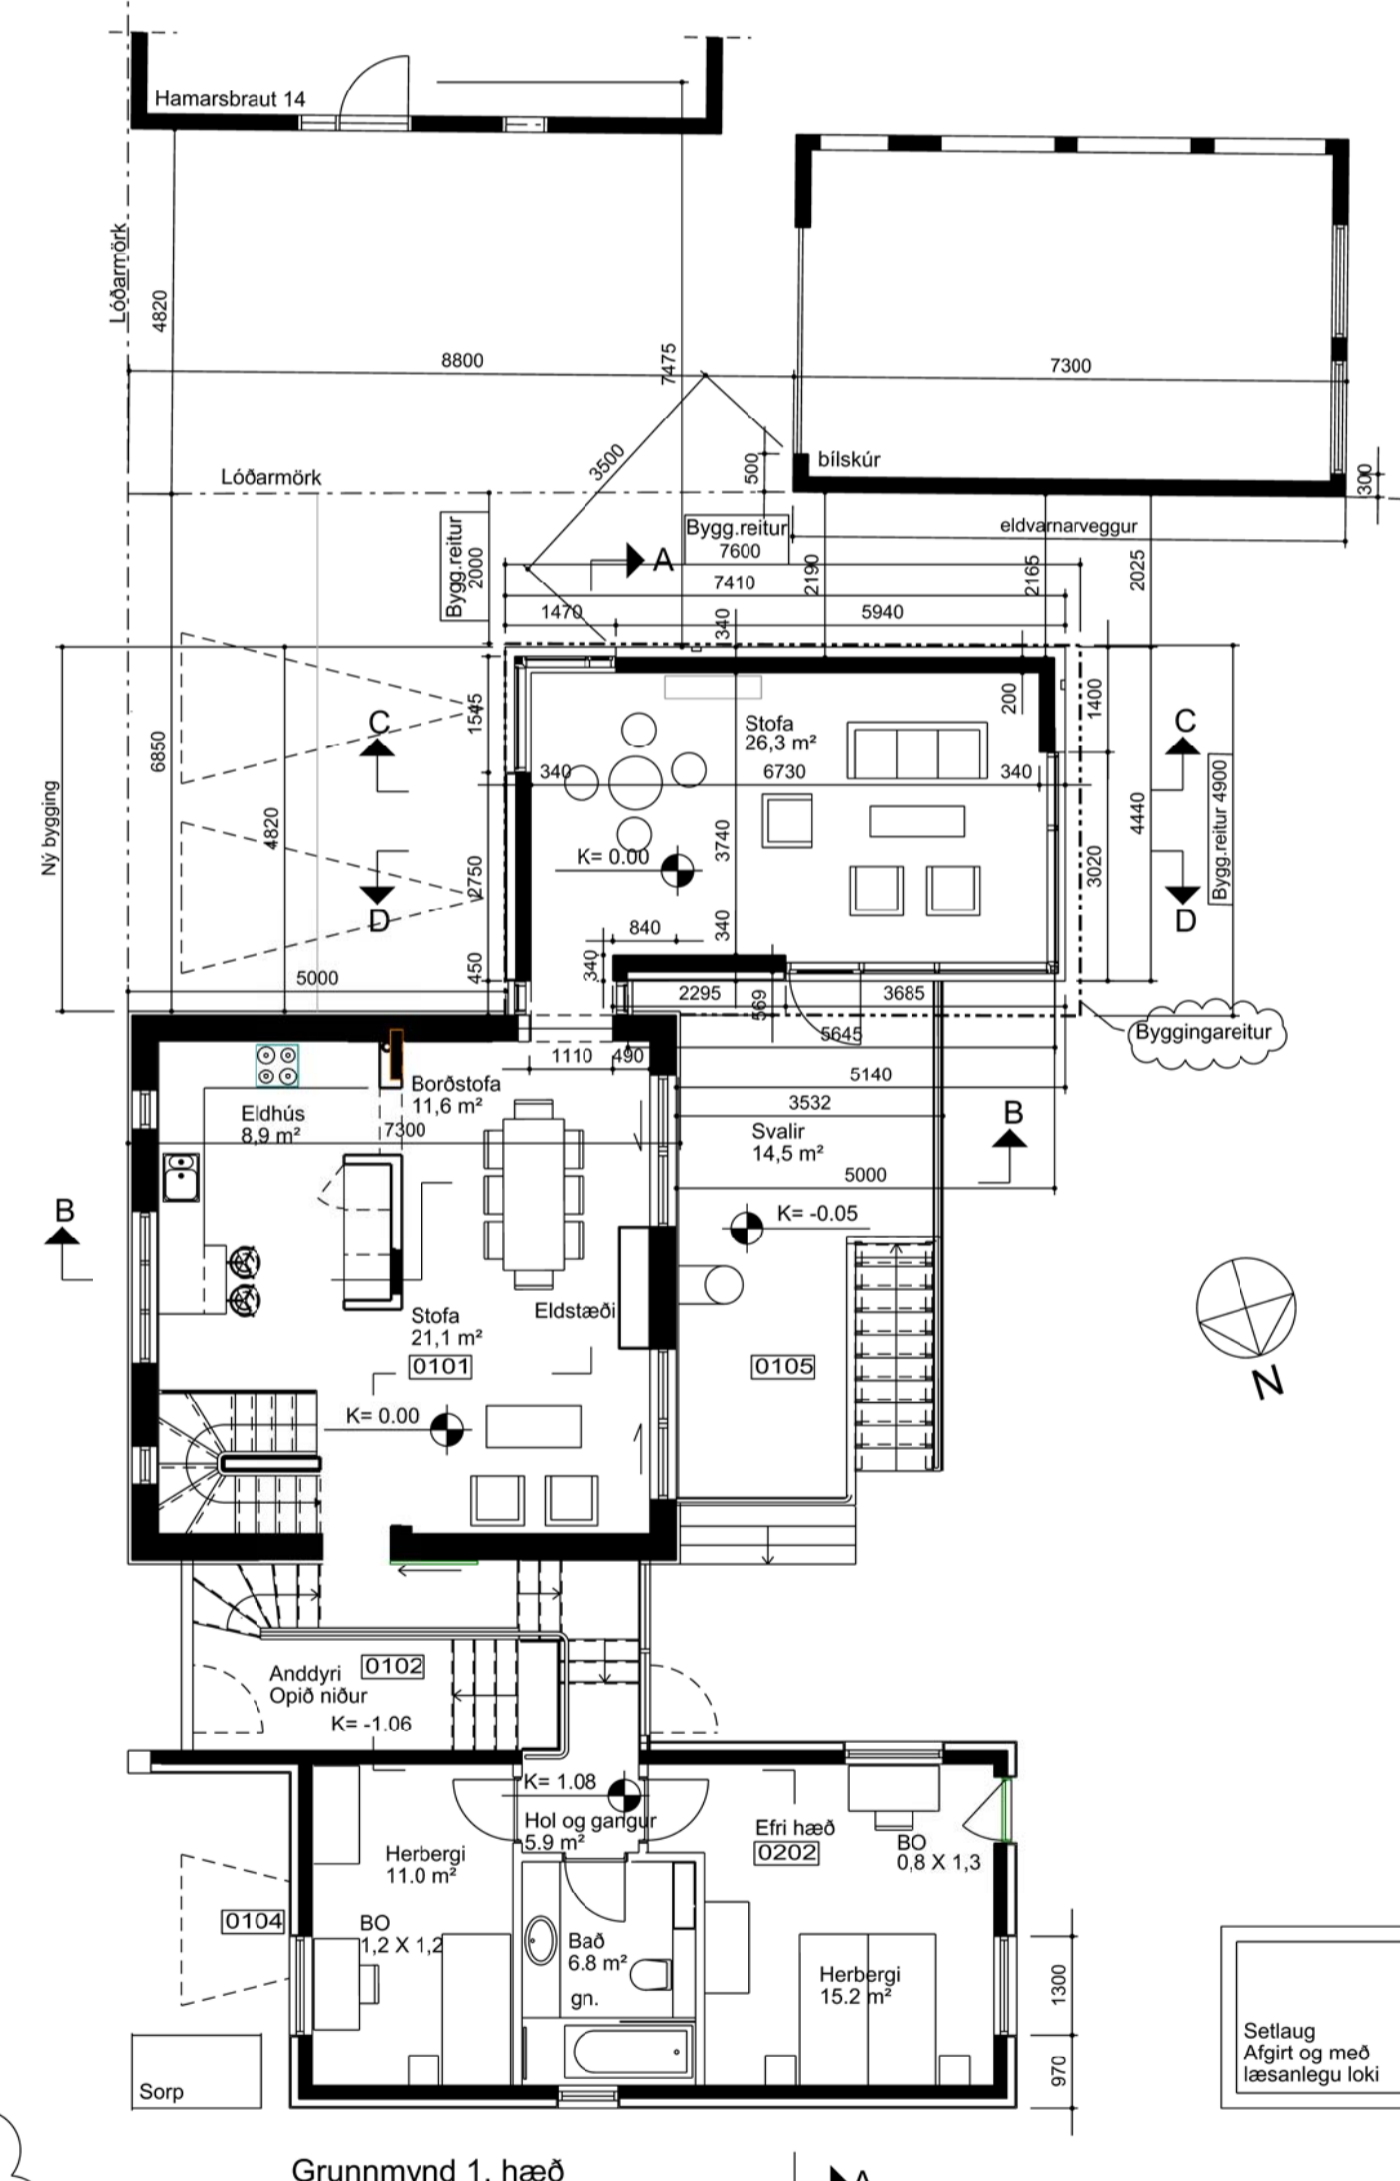 Hamarsbraut 14
Lóðarmörk
4820
8800
7475
7300
3500
500
bílskúr
300
Lóðarmörk
Bygg.reitur
2000
Bygg.reitur
7600
eldvarnarveggur
A
7410
2190
2165
2025
1470
5940
340
Ný bygging
6850
4820
1545
C
200
1400
C
Stofa
26,3 m²
340
6730
340
4440
Bygg.reitur 4900
3740
K= 0.00
2750
3020
D
D
840
340
340
450
5000
2295
569
3685
5645
Byggingareitur
1110
490
5140
Borðstofa
11,6 m²
Eldhús
8,9 m²
7300
3532
Svalir
14,5 m²
B
5000
B
K= -0.05
Eldstæði
Stofa
21,1 m²
0101
0105
N
K= 0.00
Anddyri
Opið niður
0102
K= -1.06
K= 1.08
Hol og gangur
5.9 m²
Efri hæð
0202
BO
0,8 X 1,3
Herbergi
11.0 m²
0104
BO
1,2 X 1,2
Bað
6.8 m²
gn.
Herbergi
15.2 m²
1300
970
Setlaug
Afgirt og með
læsanlegu loki
Sorp
Grunnmynd 1. hæð
A